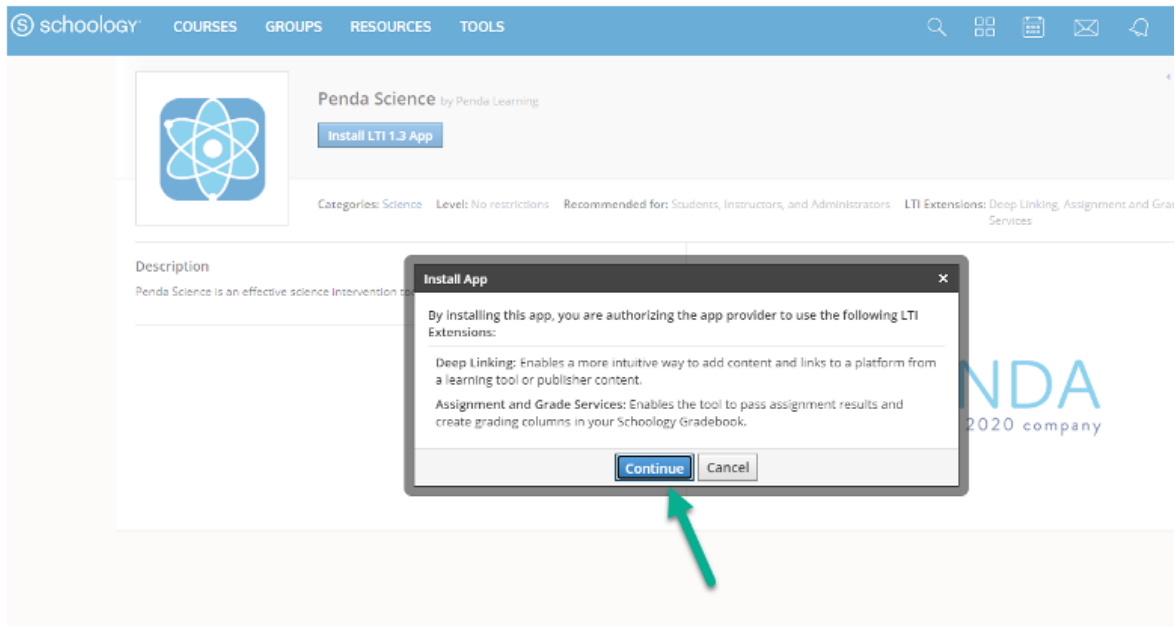 schoology COURSES GROUPS RESOURCES TOOLS
Penda Science by Penda Learning
Install LTI 1.3 App
Categories: Science Level: No restrictions Recommended for: Students, Instructors, and Administrators LTI Extensions: Deep Linking, Assignment and Gra
Services
Description
Penda Science is an effective science intervention
Install App
By installing this app, you are authorizing the app provider to use the following LTI
Extensions:
Deep Linking: Enables a more intuitive way to add content and links to a platform from
a learning tool or publisher content.
Assignment and Grade Services: Enables the tool to pass assignment results and
create grading columns in your Schoology Gradebook.
NDA
2020 company
Continue Cancel